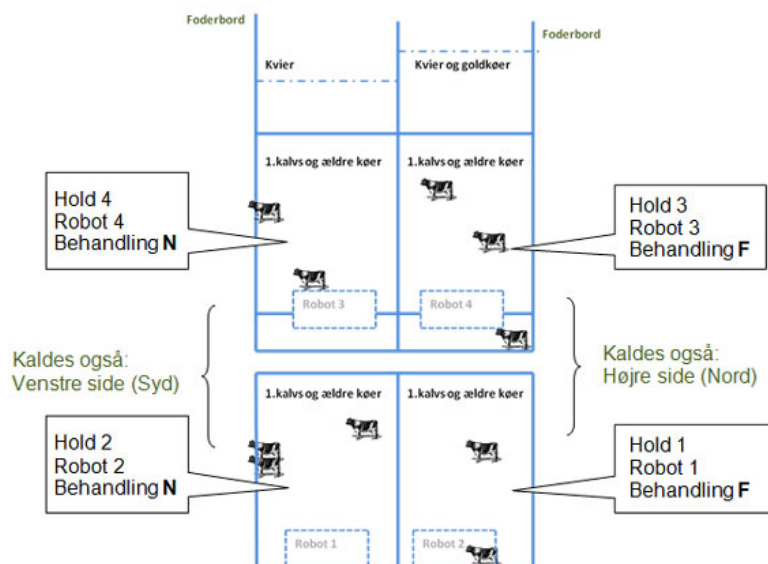 Foderbord
Foderbord
Kvier
Kvier og goldkøer
1.kalvs og ældre køer
1.kalvs og ældre køer
Hold 4
Robot 4
Behandling N
Hold 3
Robot 3
Behandling F
Robot 3
Robot 4
Kaldes også:
Venstre side (Syd)
Kaldes også:
Højre side (Nord)
1.kalvs og ældre køer
1.kalvs og ældre køer
Hold 2
Robot 2
Behandling N
Hold 1
Robot 1
Behandling F
Robot 1
Robot 2